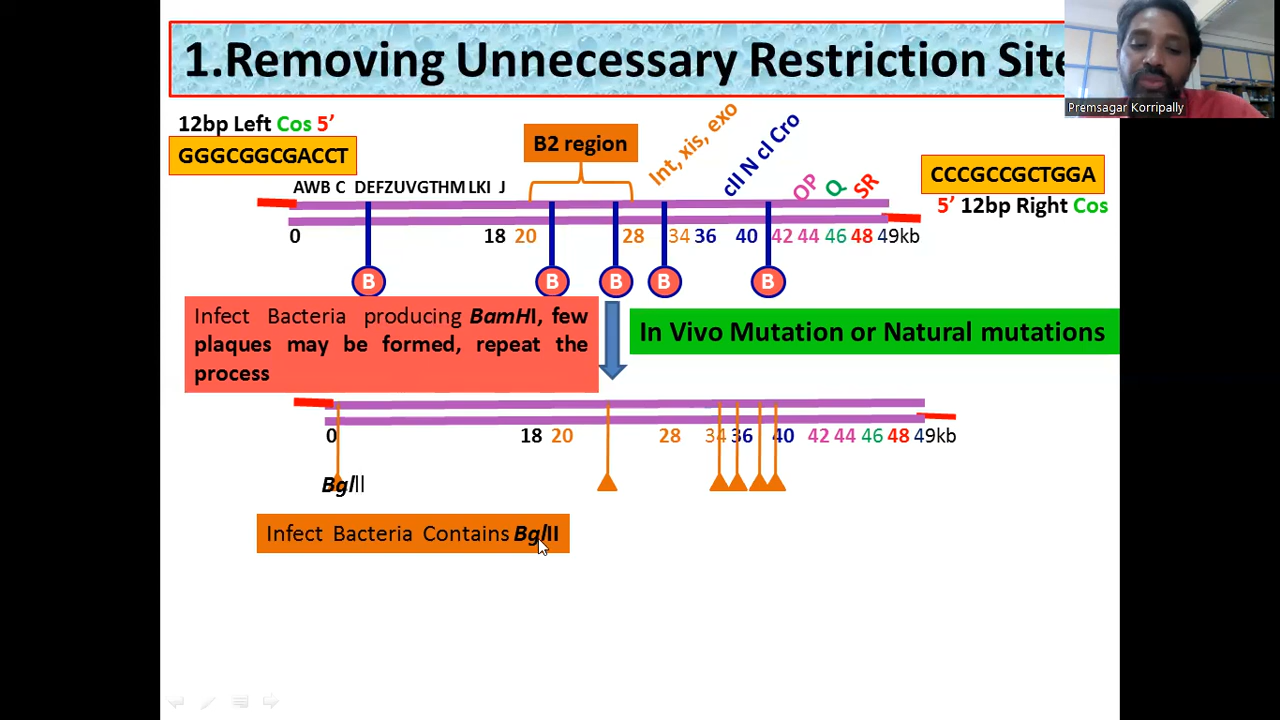 1.Removing Unnecessary Restriction Site
Premsagar Korripally
12bp Left Cos 5’
GGGCGGCGACCT
B2 region
Int, xis, exo
cII N cI Cro
OP
Q
SR
CCCGCCGCTGGA
5’ 12bp Right Cos
AWB C DEFZUVGTHM LKI J
0 18 20 28 34 36 40 42 44 46 48 49kb
B B B B B
Infect Bacteria producing BamHI, few
plaques may be formed, repeat the
process
In Vivo Mutation or Natural mutations
0 18 20 28 34 36 40 42 44 46 48 49kb
BglII
Infect Bacteria Contains BglII